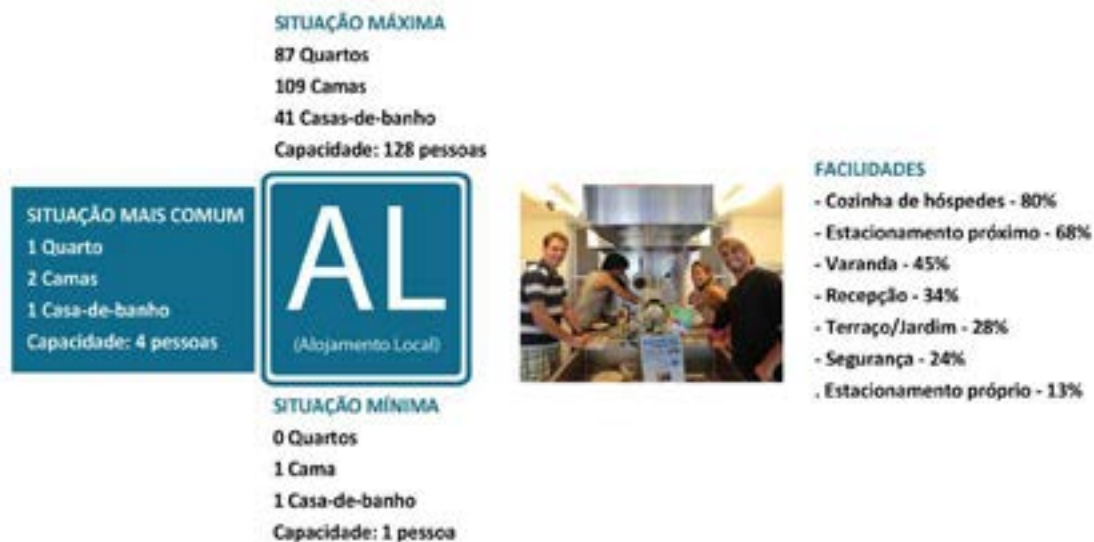 SITUAÇÃO MÁXIMA
87 Quartos
109 Camas
41 Casas-de-banho
Capacidade: 128 pessoas
SITUAÇÃO MAIS COMUM
1 Quarto
2 Camas
1 Casa-de-banho
Capacidade: 4 pessoas
AL
(Alojamento Local)
SITUAÇÃO MÍNIMA
0 Quartos
1 Cama
1 Casa-de-banho
Capacidade: 1 pessoa
FACILIDADES
- Cozinha de hóspedes - 80%
- Estacionamento próximo - 68%
- Varanda - 45%
- Recepção - 34%
- Terraço/Jardim - 28%
- Segurança - 24%
. Estacionamento próprio - 13%